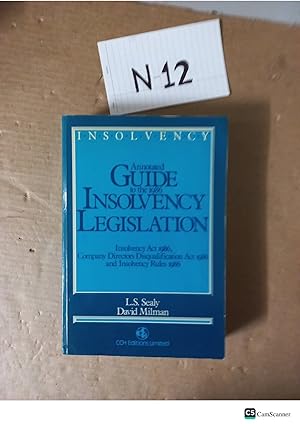 N-12
INSOLVENCY
Annotated
GUIDE
to the 1986
INSOLVENCY
LEGISLATION
Insolvency Act 1986,
Company Directors Disqualification Act 1986
and Insolvency Rules 1986
L.S. Sealy
David Milman
CCH Editions Limited
CS CamScanner